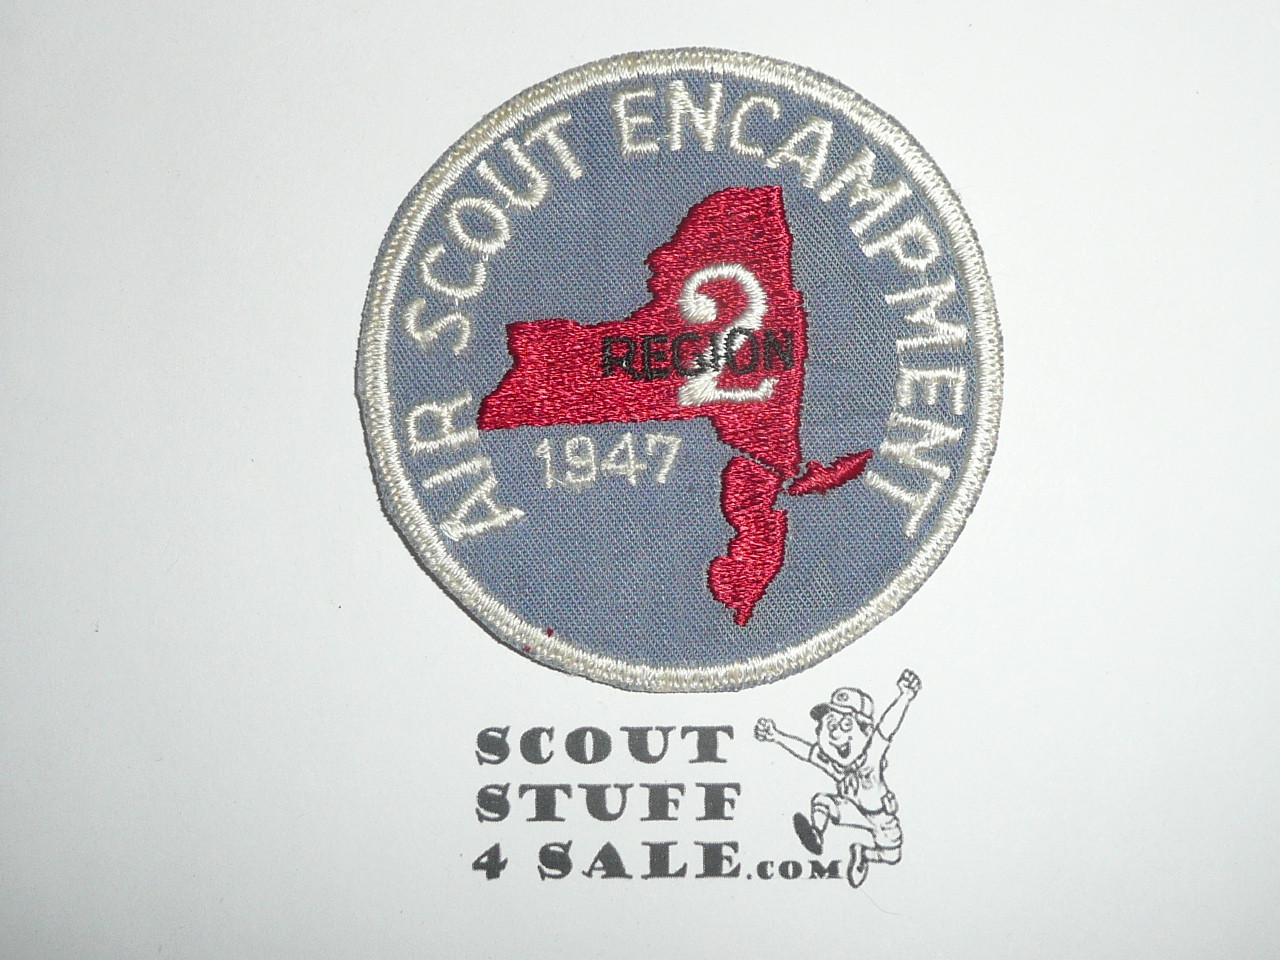 AIR SCOUT ENCAMPMENT
2
REGION
1947
SCOUT
STUFF
4 SALE.COM